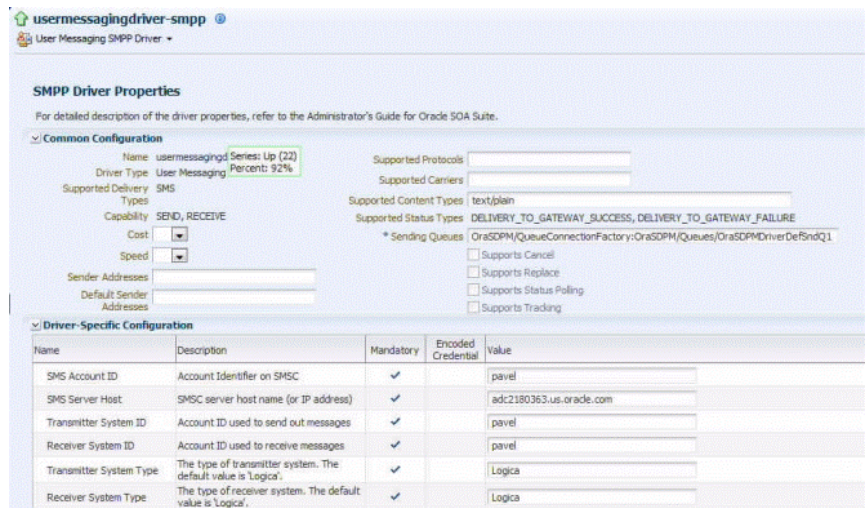 usermessagingdriver-smpp
User Messaging SMPP Driver
SMPP Driver Properties
For detailed description of the driver properties, refer to the Administrator's Guide for Oracle SOA Suite.
Common Configuration
Name usermessagingd
Series: Up (22)
Percent: 92%
Driver Type User Messaging
Supported Delivery Types SMS
Capability SEND, RECEIVE
Cost
Speed
Sender Addresses
Default Sender Addresses
Supported Protocols
Supported Carriers
Supported Content Types text/plain
Supported Status Types DELIVERY_TO_GATEWAY_SUCCESS, DELIVERY_TO_GATEWAY_FAILURE
* Sending Queues OraSDPM/QueueConnectionFactory:OraSDPM/Queues/OraSDPMDriverDefSndQ1
Supports Cancel
Supports Replace
Supports Status Polling
Supports Tracking
Driver-Specific Configuration
Name Description Mandatory Encoded Credential Value
SMS Account ID Account Identifier on SMSC pavel
SMS Server Host SMSC server host name (or IP address) adc2180363.us.oracle.com
Transmitter System ID Account ID used to send out messages pavel
Receiver System ID Account ID used to receive messages pavel
Transmitter System Type The type of transmitter system. The default value is 'Logica'. Logica
Receiver System Type The type of receiver system. The default value is 'Logica'. Logica